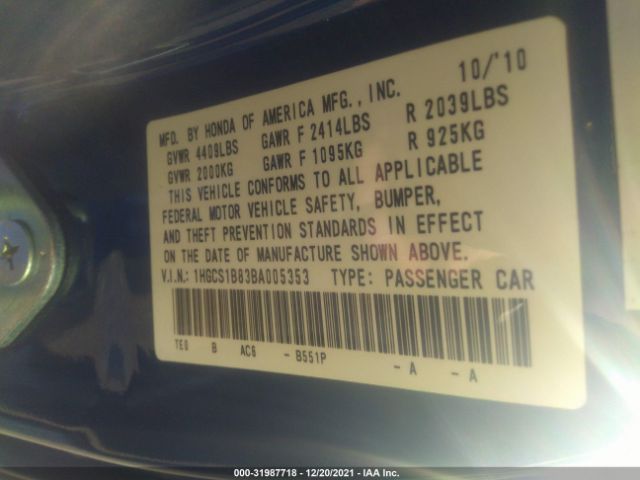 MFD. BY HONDA OF AMERICA MFG., INC. 10/'10
GVWR 4409LBS GAWR F 2414LBS R 2039LBS
GVWR 2000KG GAWR F 1095KG R 925KG
THIS VEHICLE CONFORMS TO ALL APPLICABLE
FEDERAL MOTOR VEHICLE SAFETY, BUMPER,
AND THEFT PREVENTION STANDARDS IN EFFECT
ON THE DATE OF MANUFACTURE SHOWN ABOVE.
V.I.N.: 1HGCS1B83BA005353 TYPE: PASSENGER CAR
TE0 B AC6 - B551P - A - A
000-31987718 - 12/20/2021 - IAA Inc.